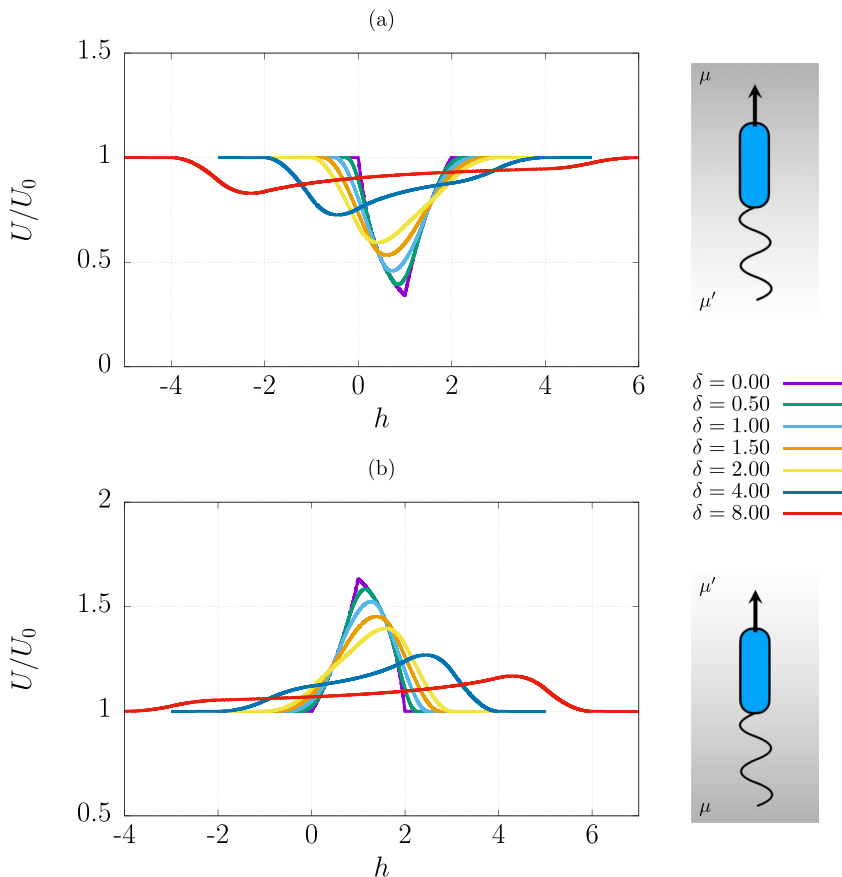 (a)
1.5
1
0.5
0
U/U₀
-4 -2 0 2 4 6
h
μ
μ′
δ = 0.00
δ = 0.50
δ = 1.00
δ = 1.50
δ = 2.00
δ = 4.00
δ = 8.00
(b)
2
1.5
1
0.5
U/U₀
-4 -2 0 2 4 6
h
μ′
μ